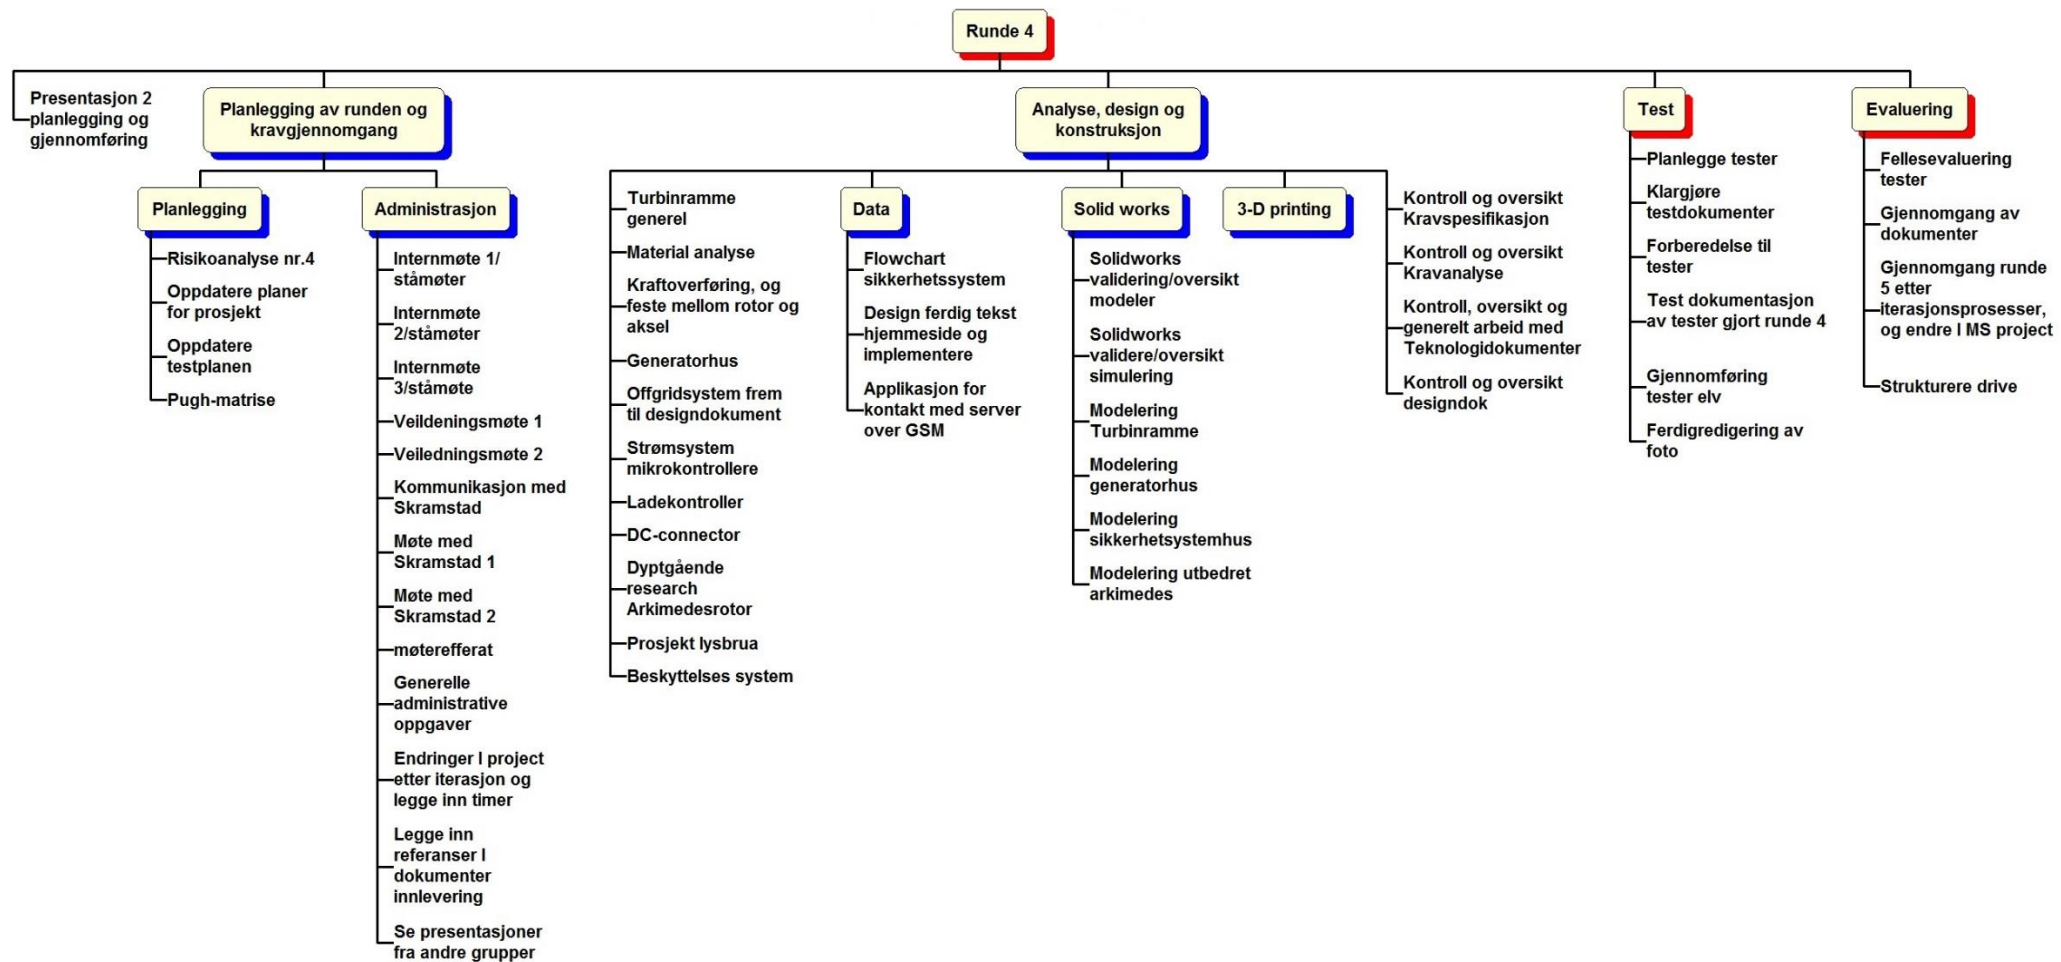 Runde 4
Presentasjon 2
planlegging og
gjennomføring
Planlegging av runden og
kravgjennomgang
Planlegging
Risikoanalyse nr.4
Oppdatere planer
for prosjekt
Oppdatere
testplanen
Pugh-matrise
Administrasjon
Internmøte 1/
ståmøter
Internmøte
2/ståmøter
Internmøte
3/ståmøte
Veildeningsmøte 1
Veiledningsmøte 2
Kommunikasjon med
Skramstad
Møte med
Skramstad 1
Møte med
Skramstad 2
møterefferat
Generelle
administrative
oppgaver
Endringer I project
etter iterasjon og
legge inn timer
Legge inn
referanser I
dokumenter
innlevering
Se presentasjoner
fra andre grupper
Analyse, design og
konstruksjon
Turbinramme
generel
Material analyse
Kraftoverføring, og
feste mellom rotor og
aksel
Generatorhus
Offgridsystem frem
til designdokument
Strømsystem
mikrokontrollere
Ladekontroller
DC-connector
Dyptgående
research
Arkimedesrotor
Prosjekt lysbrua
Beskyttelses system
Data
Flowchart
sikkerhetssystem
Design ferdig tekst
hjemmeside og
implementere
Applikasjon for
kontakt med server
over GSM
Solid works
Solidworks
validering/oversikt
modeler
Solidworks
validere/oversikt
simulering
Modelering
Turbinramme
Modelering
generatorhus
Modelering
sikkerhetsystemhus
Modelering utbedret
arkimedes
3-D printing
Kontroll og oversikt
Kravspesifikasjon
Kontroll og oversikt
Kravanalyse
Kontroll, oversikt og
generelt arbeid med
Teknologidokumenter
Kontroll og oversikt
designdok
Test
Planlegge tester
Klargjøre
testdokumenter
Forberedelse til
tester
Test dokumentasjon
av tester gjort runde 4
Gjennomføring
tester elv
Ferdigredigering av
foto
Evaluering
Fellesevaluering
tester
Gjennomgang av
dokumenter
Gjennomgang runde
5 etter
iterasjonsprosesser,
og endre I MS project
Strukturere drive